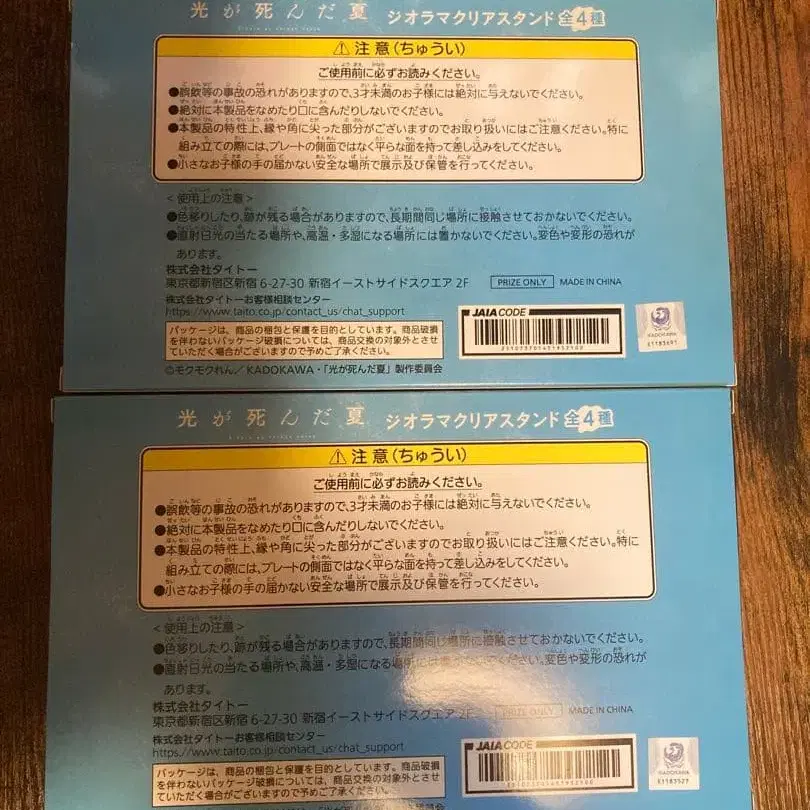 光が死んだ夏 ジオラマクリアスタンド 全4種
⚠注意(ちゅうい)
ご使用前に必ずお読みください。
●誤飲等の事故の恐れがありますので、3才未満のお子様には絶対に与えないでください。
●絶対に本製品をなめたり口に含んだりしないでください。
●本製品の特性上、縁や角に尖った部分がございますのでお取り扱いにはご注意ください。特に
組み立ての際には、プレートの側面ではなく平らな面を持って差し込みをしてください。
●小さなお子様の手の届かない安全な場所で展示及び保管を行ってください。
<使用上の注意>
●色移りしたり、跡が残る場合がありますので、長期間同じ場所に接触させておかないでください。
●直射日光の当たる場所や、高温・多湿になる場所には置かないでください。変色や変形の恐れが
あります。
株式会社タイトー
東京都新宿区新宿 6-27-30 新宿イーストサイドスクエア 2F PRIZE ONLY MADE IN CHINA
株式会社タイトーお客様相談センター
https://www.taito.co.jp/contact_us/chat_support
パッケージは、商品の梱包と保護を目的としています。商品破損
を伴わないパッケージ破損については、商品交換の対象外とさせ
ていただく場合がございますので予めご了承ください。
JAIA CODE
KADOKAWA
©モクモクれん/KADOKAWA・「光が死んだ夏」製作委員会
光が死んだ夏 ジオラマクリアスタンド 全4種
⚠注意(ちゅうい)
ご使用前に必ずお読みください。
●誤飲等の事故の恐れがありますので、3才未満のお子様には絶対に与えないでください。
●絶対に本製品をなめたり口に含んだりしないでください。
●本製品の特性上、縁や角に尖った部分がございますのでお取り扱いにはご注意ください。特に
組み立ての際には、プレートの側面ではなく平らな面を持って差し込みをしてください。
●小さなお子様の手の届かない安全な場所で展示及び保管を行ってください。
<使用上の注意>
●色移りしたり、跡が残る場合がありますので、長期間同じ場所に接触させておかないでください。
●直射日光の当たる場所や、高温・多湿になる場所には置かないでください。変色や変形の恐れが
あります。
株式会社タイトー
東京都新宿区新宿 6-27-30 新宿イーストサイドスクエア 2F PRIZE ONLY MADE IN CHINA
株式会社タイトーお客様相談センター
https://www.taito.co.jp/contact_us/chat_support
パッケージは、商品の梱包と保護を目的としています。商品破損
を伴わないパッケージ破損については、商品交換の対象外とさせ
ていただく場合がございますので予めご了承ください。
JAIA CODE
KADOKAWA
E1183527